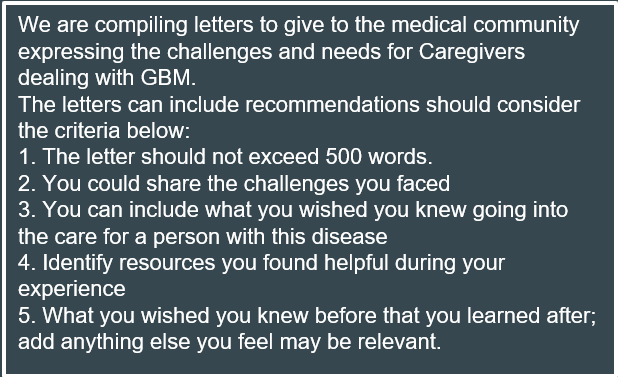 We are compiling letters to give to the medical community
expressing the challenges and needs for Caregivers
dealing with GBM.
The letters can include recommendations should consider
the criteria below:
1. The letter should not exceed 500 words.
2. You could share the challenges you faced
3. You can include what you wished you knew going into
the care for a person with this disease
4. Identify resources you found helpful during your
experience
5. What you wished you knew before that you learned after;
add anything else you feel may be relevant.